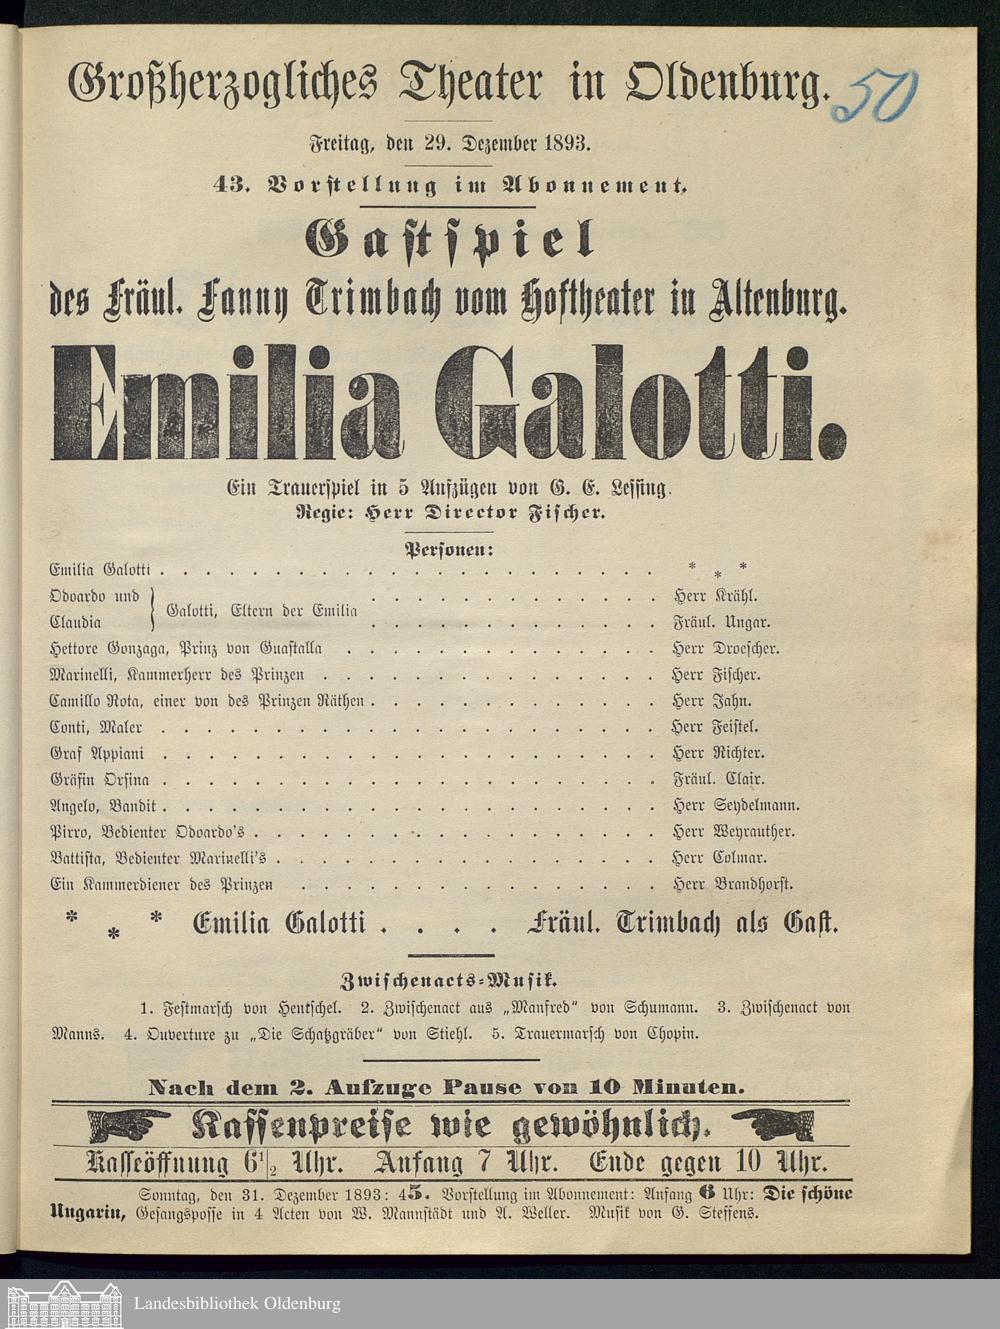 Großherzogliches Theater in Oldenburg.
50
Freitag, den 29. Dezember 1893.
43. Vorstellung im Abonnement.
Gastspiel
des Fräul. Fanny Trimbach vom Hoftheater in Altenburg.
Emilia Galotti.
Ein Trauerspiel in 5 Aufzügen von G. E. Lessing.
Regie: Herr Director Fischer.
Personen:
Emilia Galotti . . . . . . . . . . . . . . . . . . . . . . * * *
Odoardo und } Galotti, Eltern der Emilia . . . . . . . . . . . . . Herr Krähl.
Claudia . . . . . . . . . . . . . Fräul. Ungar.
Hettore Gonzaga, Prinz von Guastalla . . . . . . . . . . . . . . Herr Droescher.
Marinelli, Kammerherr des Prinzen . . . . . . . . . . . . . . . Herr Fischer.
Camillo Rota, einer von des Prinzen Räthen . . . . . . . . . . . . . Herr Jahn.
Conti, Maler . . . . . . . . . . . . . . . . . . . . . . Herr Feistel.
Graf Appiani . . . . . . . . . . . . . . . . . . . . . . Herr Richter.
Gräfin Orsina . . . . . . . . . . . . . . . . . . . . . . Fräul. Clair.
Angelo, Bandit . . . . . . . . . . . . . . . . . . . . . . Herr Seydelmann.
Pirro, Bedienter Odoardo's . . . . . . . . . . . . . . . . . . Herr Weyrauther.
Battista, Bedienter Marinelli's . . . . . . . . . . . . . . . . . Herr Colmar.
Ein Kammerdiener des Prinzen . . . . . . . . . . . . . . . . Herr Brandhorst.
* * * Emilia Galotti . . . . Fräul. Trimbach als Gast.
Zwischenacts-Musik.
1. Festmarsch von Hentschel. 2. Zwischenact aus „Manfred“ von Schumann. 3. Zwischenact von
Manns. 4. Ouverture zu „Die Schatzgräber“ von Stiehl. 5. Trauermarsch von Chopin.
Nach dem 2. Aufzuge Pause von 10 Minuten.
Kassenpreise wie gewöhnlich.
Kasseöffnung 6 1/2 Uhr. Anfang 7 Uhr. Ende gegen 10 Uhr.
Sonntag, den 31. Dezember 1893: 45. Vorstellung im Abonnement: Anfang 6 Uhr: Die schöne
Ungarin, Gesangsposse in 4 Acten von W. Mannstädt und A. Weller. Musik von G. Steffens.
Landesbibliothek Oldenburg